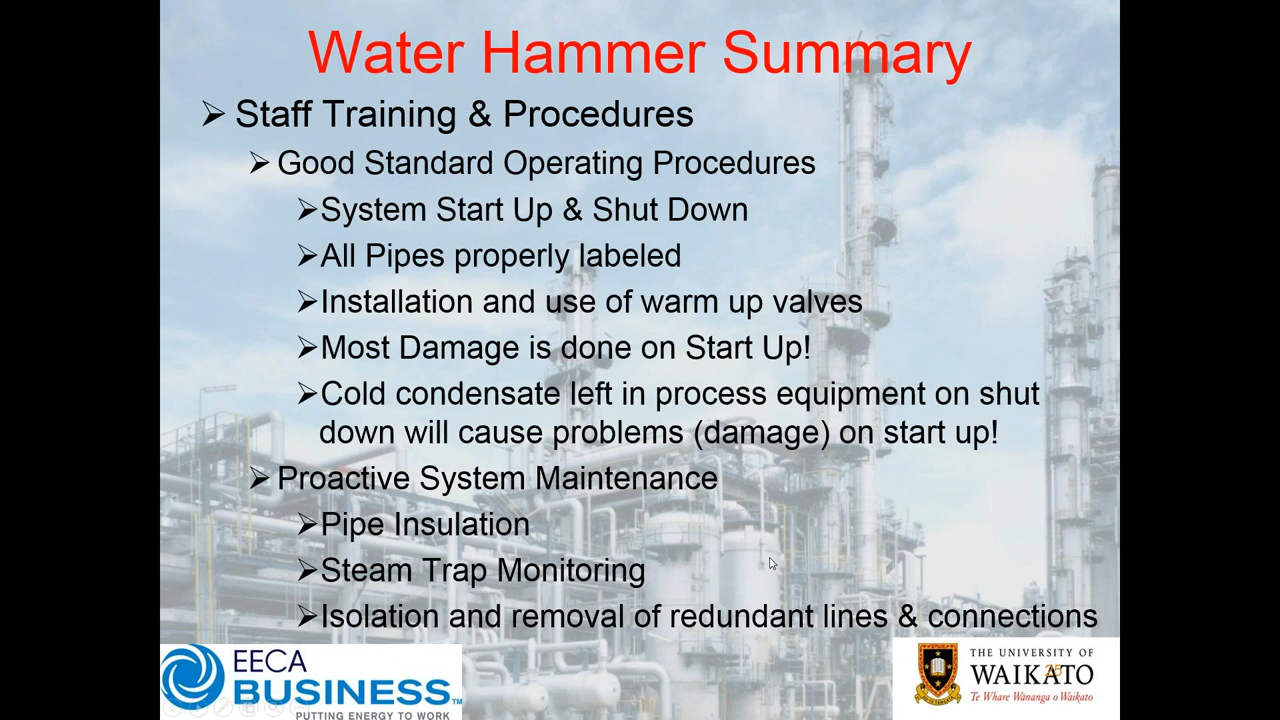 Water Hammer Summary
➢ Staff Training & Procedures
➢ Good Standard Operating Procedures
➢ System Start Up & Shut Down
➢ All Pipes properly labeled
➢ Installation and use of warm up valves
➢ Most Damage is done on Start Up!
➢ Cold condensate left in process equipment on shut
down will cause problems (damage) on start up!
➢ Proactive System Maintenance
➢ Pipe Insulation
➢ Steam Trap Monitoring
➢ Isolation and removal of redundant lines & connections
EECA
BUSINESS™
PUTTING ENERGY TO WORK
THE UNIVERSITY OF
WAIKATO
25
Te Whare Wānanga o Waikato